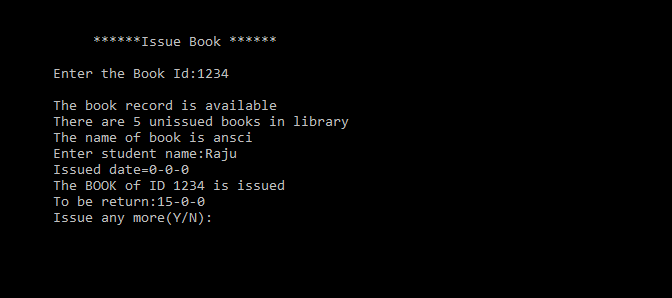 ******Issue Book ******
Enter the Book Id:1234
The book record is available
There are 5 unissued books in library
The name of book is ansci
Enter student name:Raju
Issued date=0-0-0
The BOOK of ID 1234 is issued
To be return:15-0-0
Issue any more(Y/N):